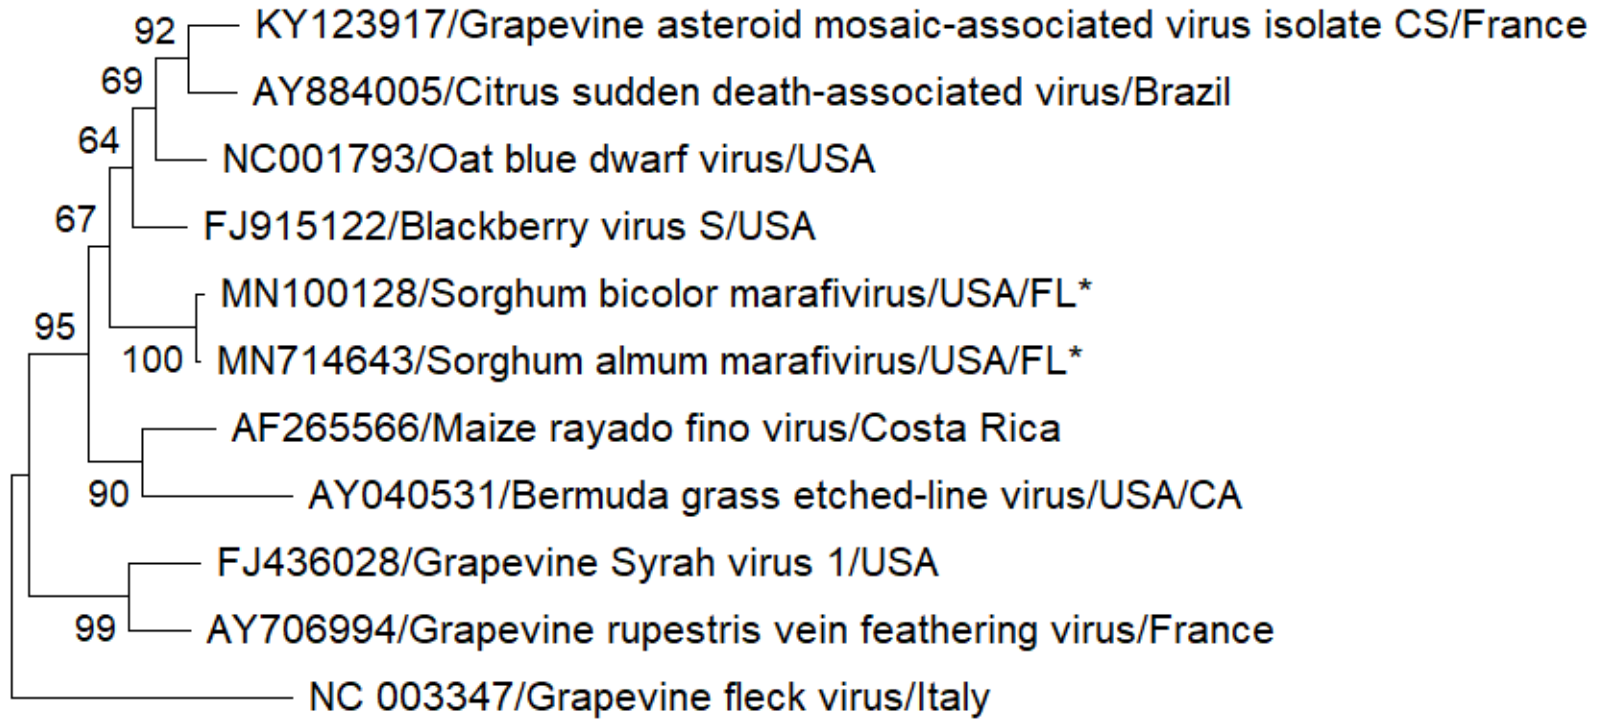 92
KY123917/Grapevine asteroid mosaic-associated virus isolate CS/France
69
AY884005/Citrus sudden death-associated virus/Brazil
64
NC001793/Oat blue dwarf virus/USA
67
FJ915122/Blackberry virus S/USA
MN100128/Sorghum bicolor marafivirus/USA/FL*
95
100
MN714643/Sorghum almum marafivirus/USA/FL*
AF265566/Maize rayado fino virus/Costa Rica
90
AY040531/Bermuda grass etched-line virus/USA/CA
FJ436028/Grapevine Syrah virus 1/USA
99
AY706994/Grapevine rupestris vein feathering virus/France
NC 003347/Grapevine fleck virus/Italy